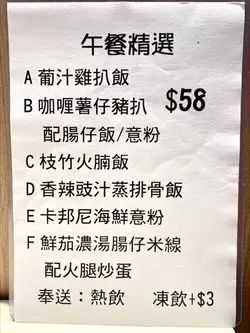 午餐精選
A 葡汁雞扒飯
B 咖喱薯仔豬扒 $58
配腸仔飯/意粉
C 枝竹火腩飯
D 香辣豉汁蒸排骨飯
E 卡邦尼海鮮意粉
F 鮮茄濃湯腸仔米線
配火腿炒蛋
奉送：熱飲 凍飲+$3